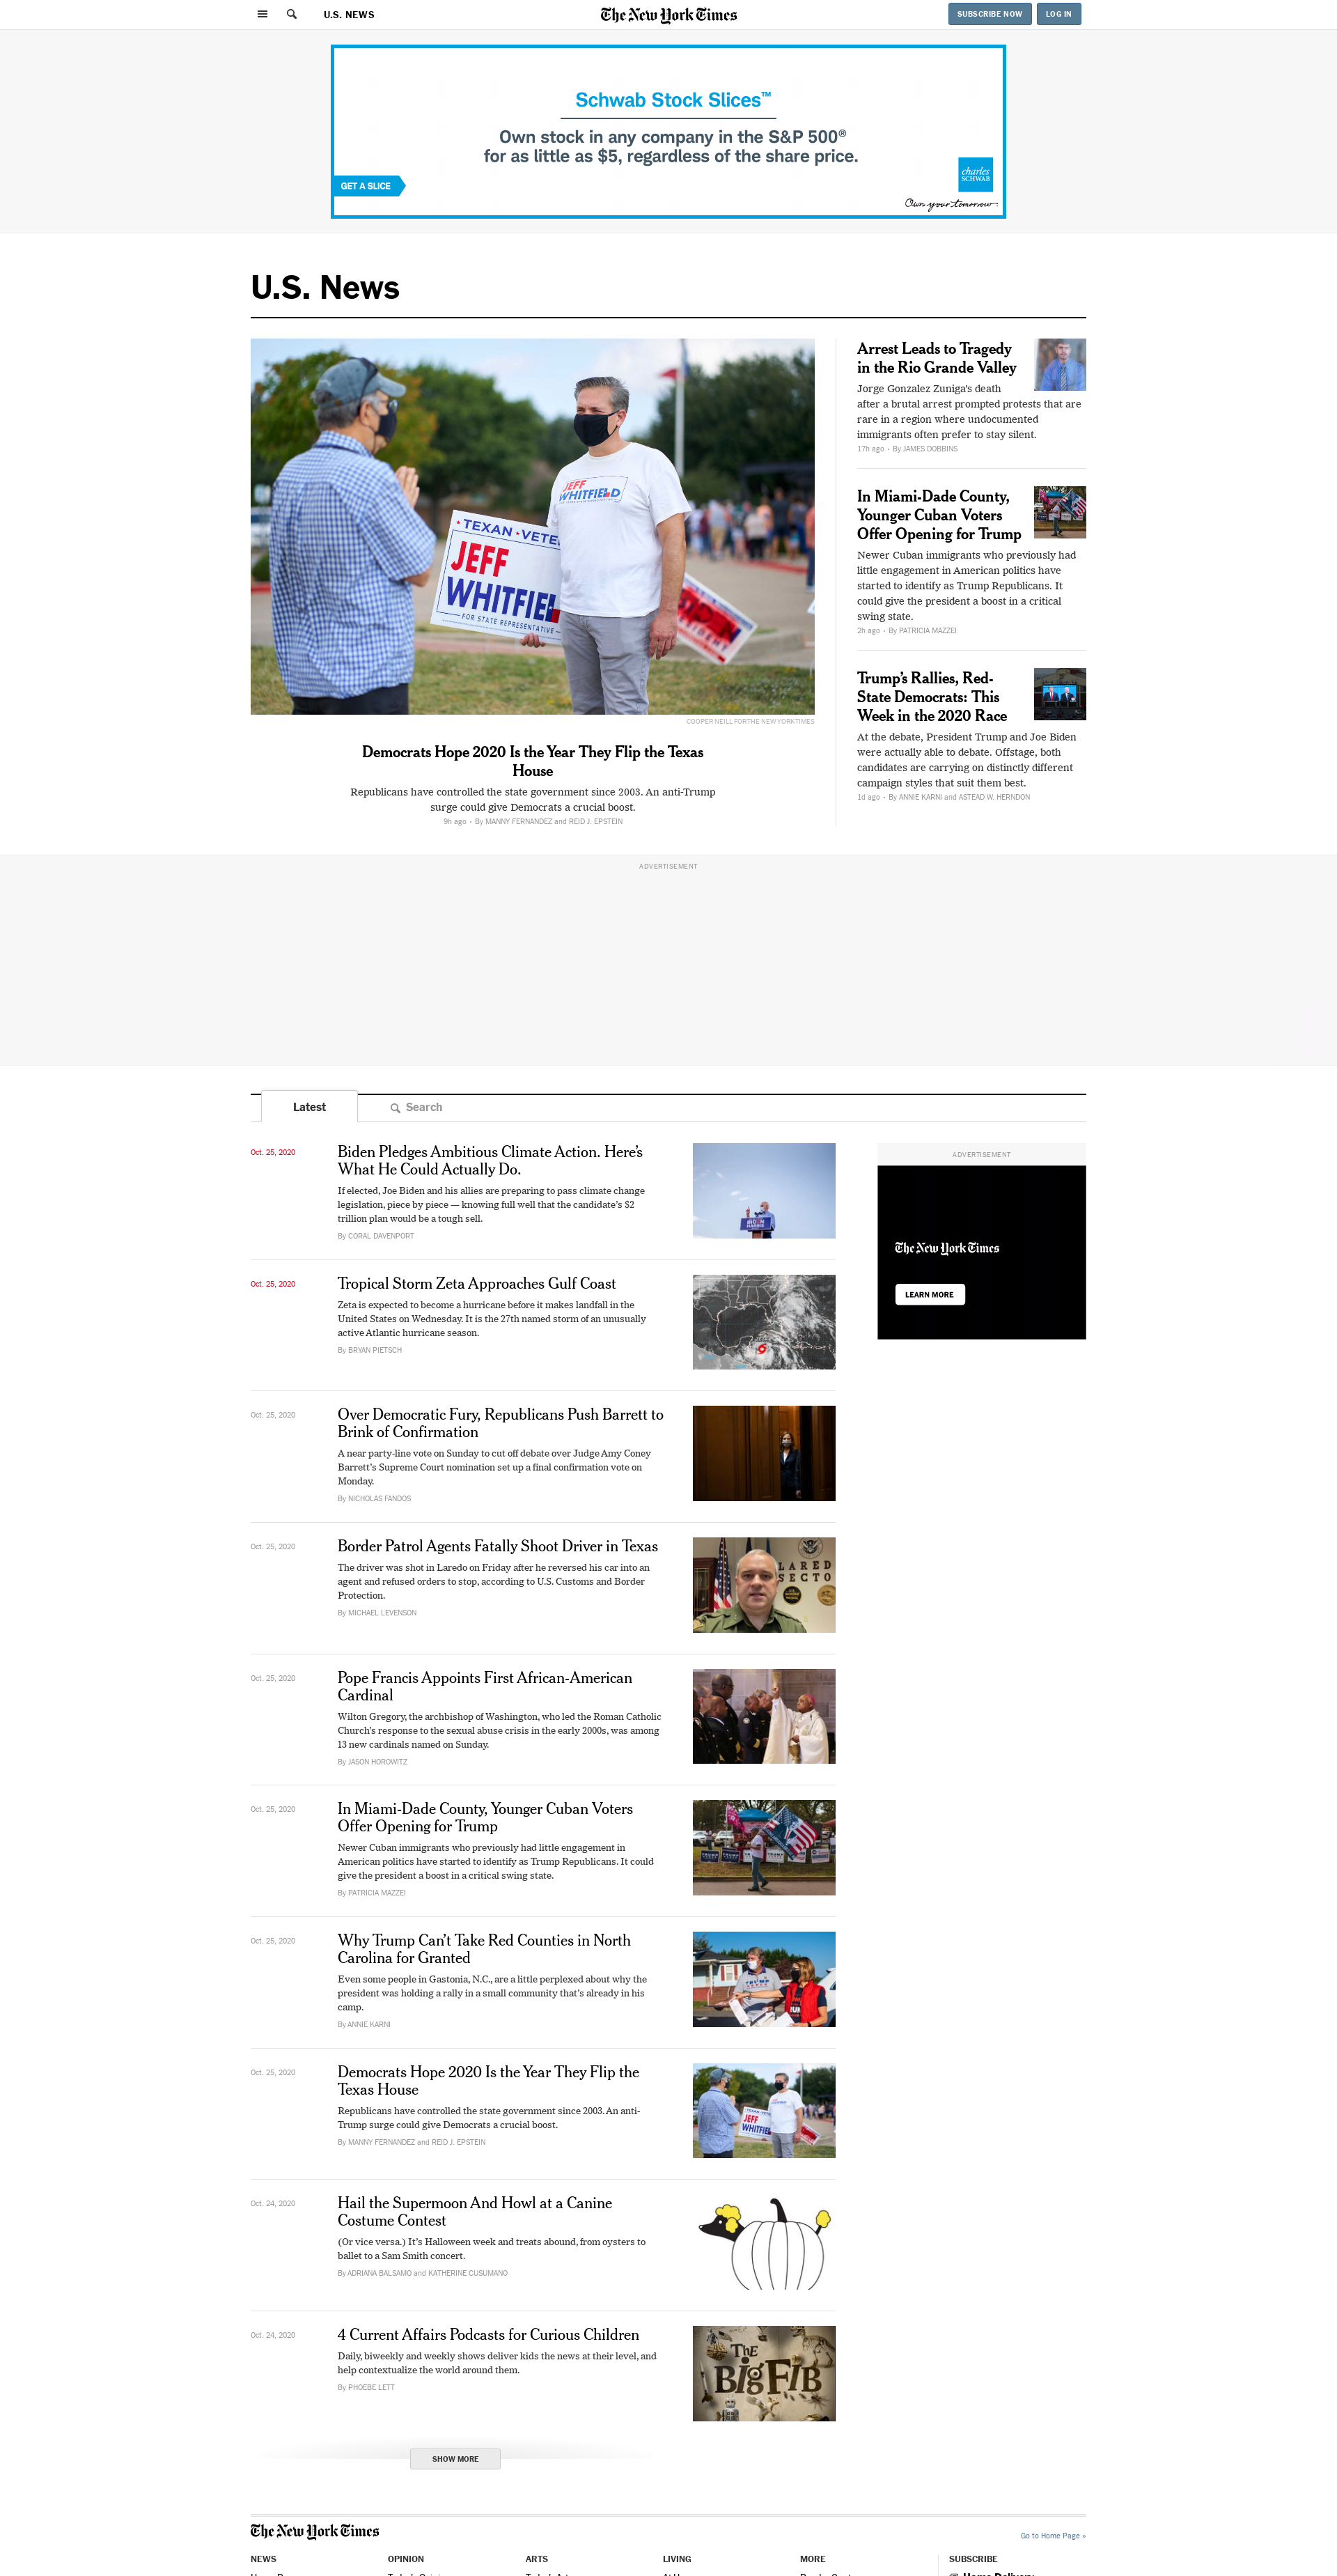 U.S. NEWS
The New York Times
SUBSCRIBE NOW
LOG IN
Schwab Stock Slices™
Own stock in any company in the S&P 500®
for as little as $5, regardless of the share price.
GET A SLICE
charles
SCHWAB
Own your tomorrow
U.S. News
TEXAN VETE
JEFF
WHITFIE
FOR STATE REPRESENTATIVE
JEFF
WHITFIELD
COOPER NEILL FOR THE NEW YORK TIMES
Democrats Hope 2020 Is the Year They Flip the Texas
House
Republicans have controlled the state government since 2003. An anti-Trump
surge could give Democrats a crucial boost.
9h ago • By MANNY FERNANDEZ and REID J. EPSTEIN
Arrest Leads to Tragedy
in the Rio Grande Valley
Jorge Gonzalez Zuniga's death
after a brutal arrest prompted protests that are
rare in a region where undocumented
immigrants often prefer to stay silent.
17h ago • By JAMES DOBBINS
In Miami-Dade County,
Younger Cuban Voters
Offer Opening for Trump
Newer Cuban immigrants who previously had
little engagement in American politics have
started to identify as Trump Republicans. It
could give the president a boost in a critical
swing state.
2h ago • By PATRICIA MAZZEI
Trump's Rallies, Red-
State Democrats: This
Week in the 2020 Race
At the debate, President Trump and Joe Biden
were actually able to debate. Offstage, both
candidates are carrying on distinctly different
campaign styles that suit them best.
1d ago • By ANNIE KARNI and ASTEAD W. HERNDON
ADVERTISEMENT
Latest
Search
Oct. 25, 2020
Biden Pledges Ambitious Climate Action. Here's
What He Could Actually Do.
If elected, Joe Biden and his allies are preparing to pass climate change
legislation, piece by piece — knowing full well that the candidate's $2
trillion plan would be a tough sell.
By CORAL DAVENPORT
BIDEN
HARRIS
ADVERTISEMENT
The New York Times
LEARN MORE
Oct. 25, 2020
Tropical Storm Zeta Approaches Gulf Coast
Zeta is expected to become a hurricane before it makes landfall in the
United States on Wednesday. It is the 27th named storm of an unusually
active Atlantic hurricane season.
By BRYAN PIETSCH
Oct. 25, 2020
Over Democratic Fury, Republicans Push Barrett to
Brink of Confirmation
A near party-line vote on Sunday to cut off debate over Judge Amy Coney
Barrett's Supreme Court nomination set up a final confirmation vote on
Monday.
By NICHOLAS FANDOS
Oct. 25, 2020
Border Patrol Agents Fatally Shoot Driver in Texas
The driver was shot in Laredo on Friday after he reversed his car into an
agent and refused orders to stop, according to U.S. Customs and Border
Protection.
By MICHAEL LEVENSON
LARED
SECTO
Oct. 25, 2020
Pope Francis Appoints First African-American
Cardinal
Wilton Gregory, the archbishop of Washington, who led the Roman Catholic
Church's response to the sexual abuse crisis in the early 2000s, was among
13 new cardinals named on Sunday.
By JASON HOROWITZ
Oct. 25, 2020
In Miami-Dade County, Younger Cuban Voters
Offer Opening for Trump
Newer Cuban immigrants who previously had little engagement in
American politics have started to identify as Trump Republicans. It could
give the president a boost in a critical swing state.
By PATRICIA MAZZEI
Oct. 25, 2020
Why Trump Can't Take Red Counties in North
Carolina for Granted
Even some people in Gastonia, N.C., are a little perplexed about why the
president was holding a rally in a small community that's already in his
camp.
By ANNIE KARNI
TRUMP
Oct. 25, 2020
Democrats Hope 2020 Is the Year They Flip the
Texas House
Republicans have controlled the state government since 2003. An anti-
Trump surge could give Democrats a crucial boost.
By MANNY FERNANDEZ and REID J. EPSTEIN
JEFF
Oct. 24, 2020
Hail the Supermoon And Howl at a Canine
Costume Contest
(Or vice versa.) It's Halloween week and treats abound, from oysters to
ballet to a Sam Smith concert.
By ADRIANA BALSAMO and KATHERINE CUSUMANO
Oct. 24, 2020
4 Current Affairs Podcasts for Curious Children
Daily, biweekly and weekly shows deliver kids the news at their level, and
help contextualize the world around them.
By PHOEBE LETT
THE
BIG FIB
SHOW MORE
The New York Times
Go to Home Page »
NEWS
OPINION
ARTS
LIVING
MORE
SUBSCRIBE